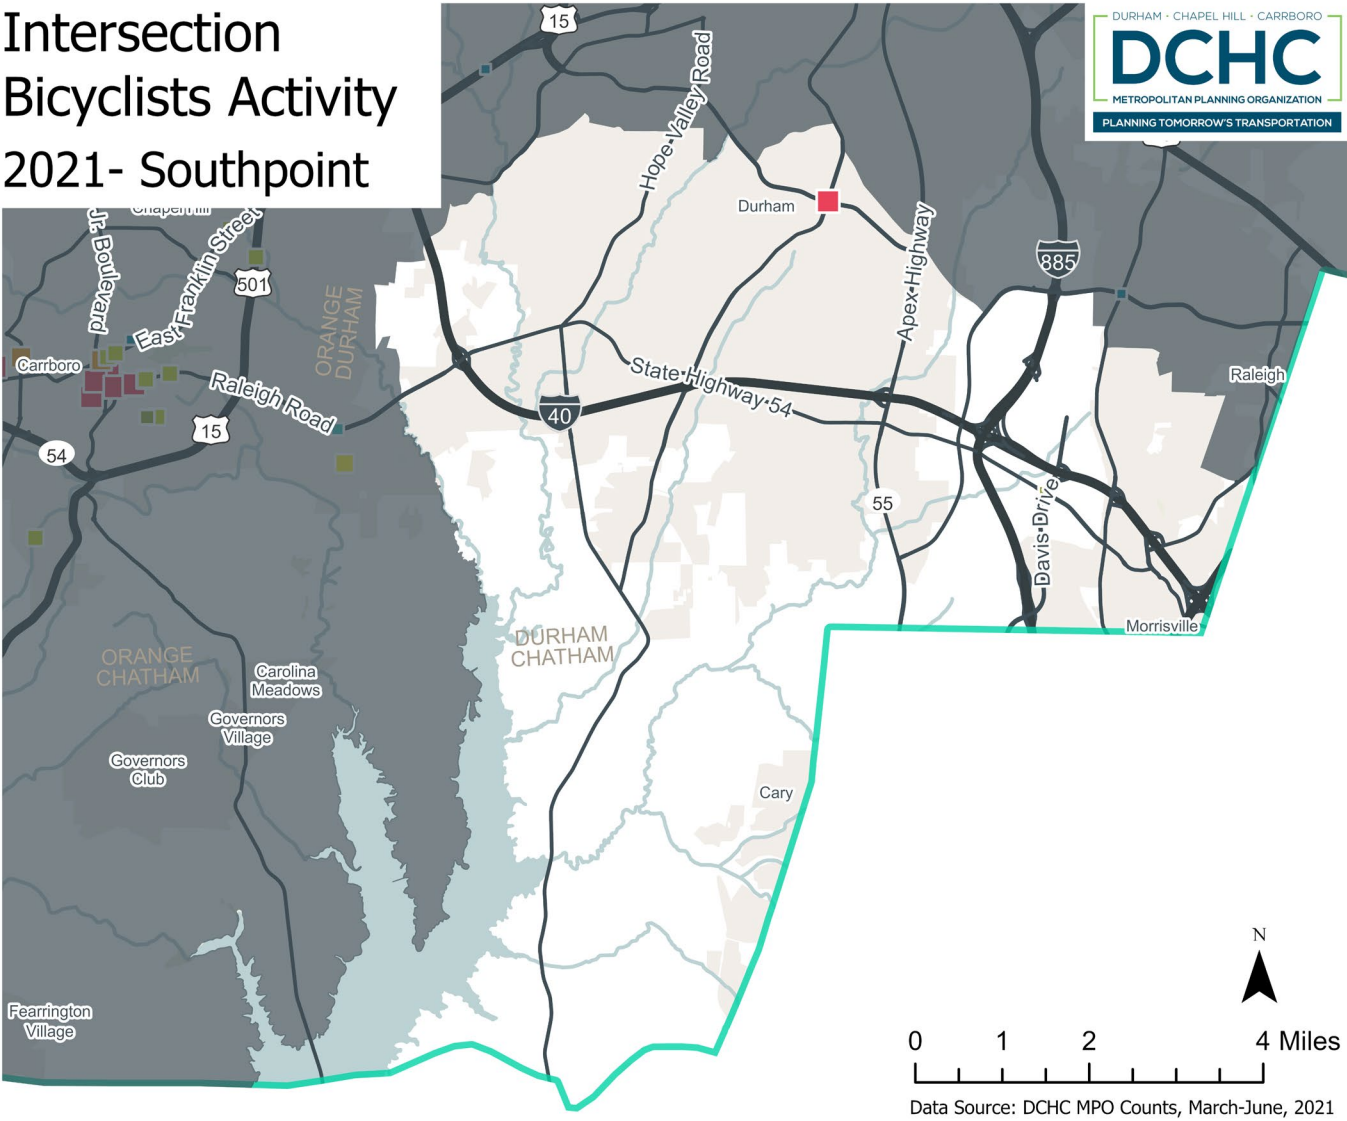 Intersection
Bicyclists Activity
2021- Southpoint
DURHAM · CHAPEL HILL · CARRBORO
DCHC
METROPOLITAN PLANNING ORGANIZATION
PLANNING TOMORROW'S TRANSPORTATION
15
Hope Valley Road
Durham
Chapel Hill
Jr. Boulevard
East Franklin Street
501
ORANGE
DURHAM
Apex Highway
885
Carrboro
Raleigh Road
State Highway 54
Raleigh
40
15
54
55
Davis Drive
Morrisville
DURHAM
CHATHAM
ORANGE
CHATHAM
Carolina
Meadows
Governors
Village
Governors
Club
Cary
Fearrington
Village
N
0 1 2 4 Miles
Data Source: DCHC MPO Counts, March-June, 2021